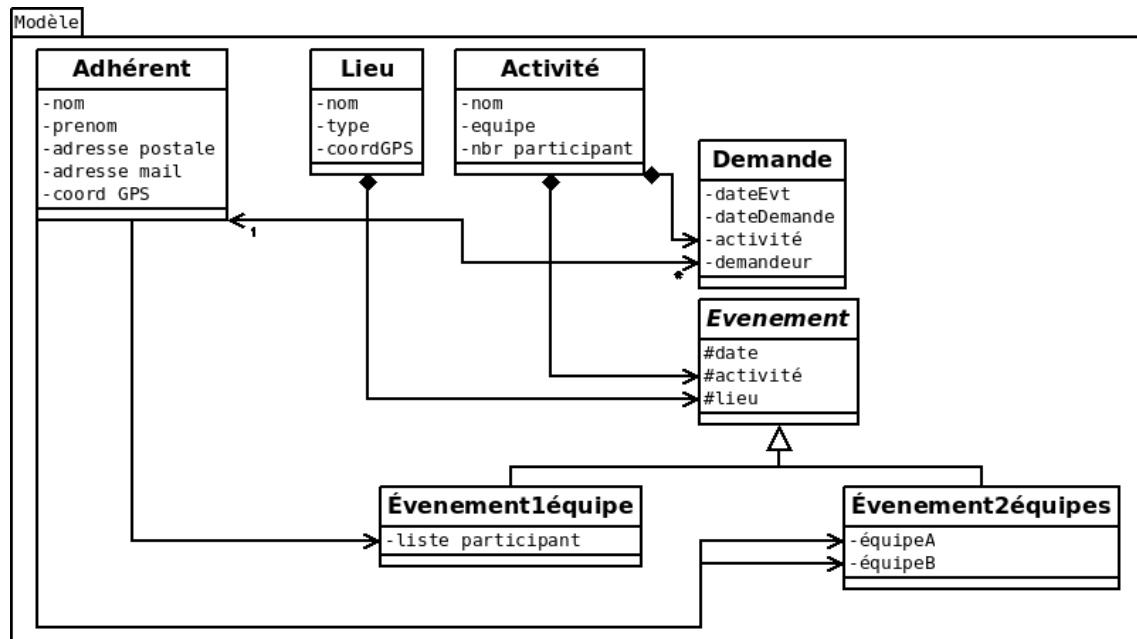 Modèle
Adhérent
-nom
-prenom
-adresse postale
-adresse mail
-coord GPS
Lieu
-nom
-type
-coordGPS
Activité
-nom
-equipe
-nbr participant
Demande
-dateEvt
-dateDemande
-activité
-demandeur
1
*
Evenement
#date
#activité
#lieu
Évenement1équipe
-liste participant
Évenement2équipes
-équipeA
-équipeB